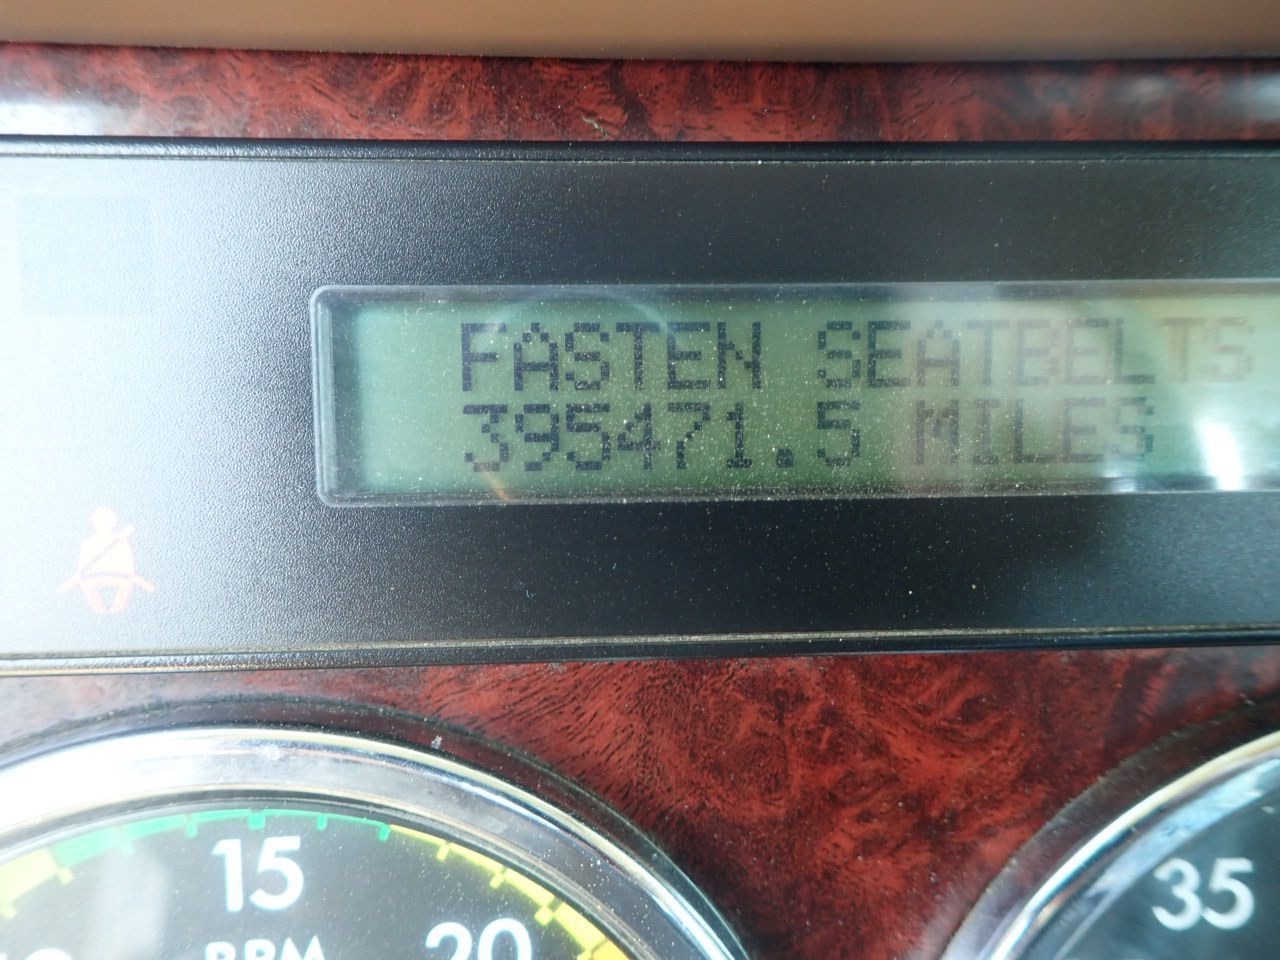 FASTEN SEATBELTS
395471.5 MILES
15
RPM
20
35